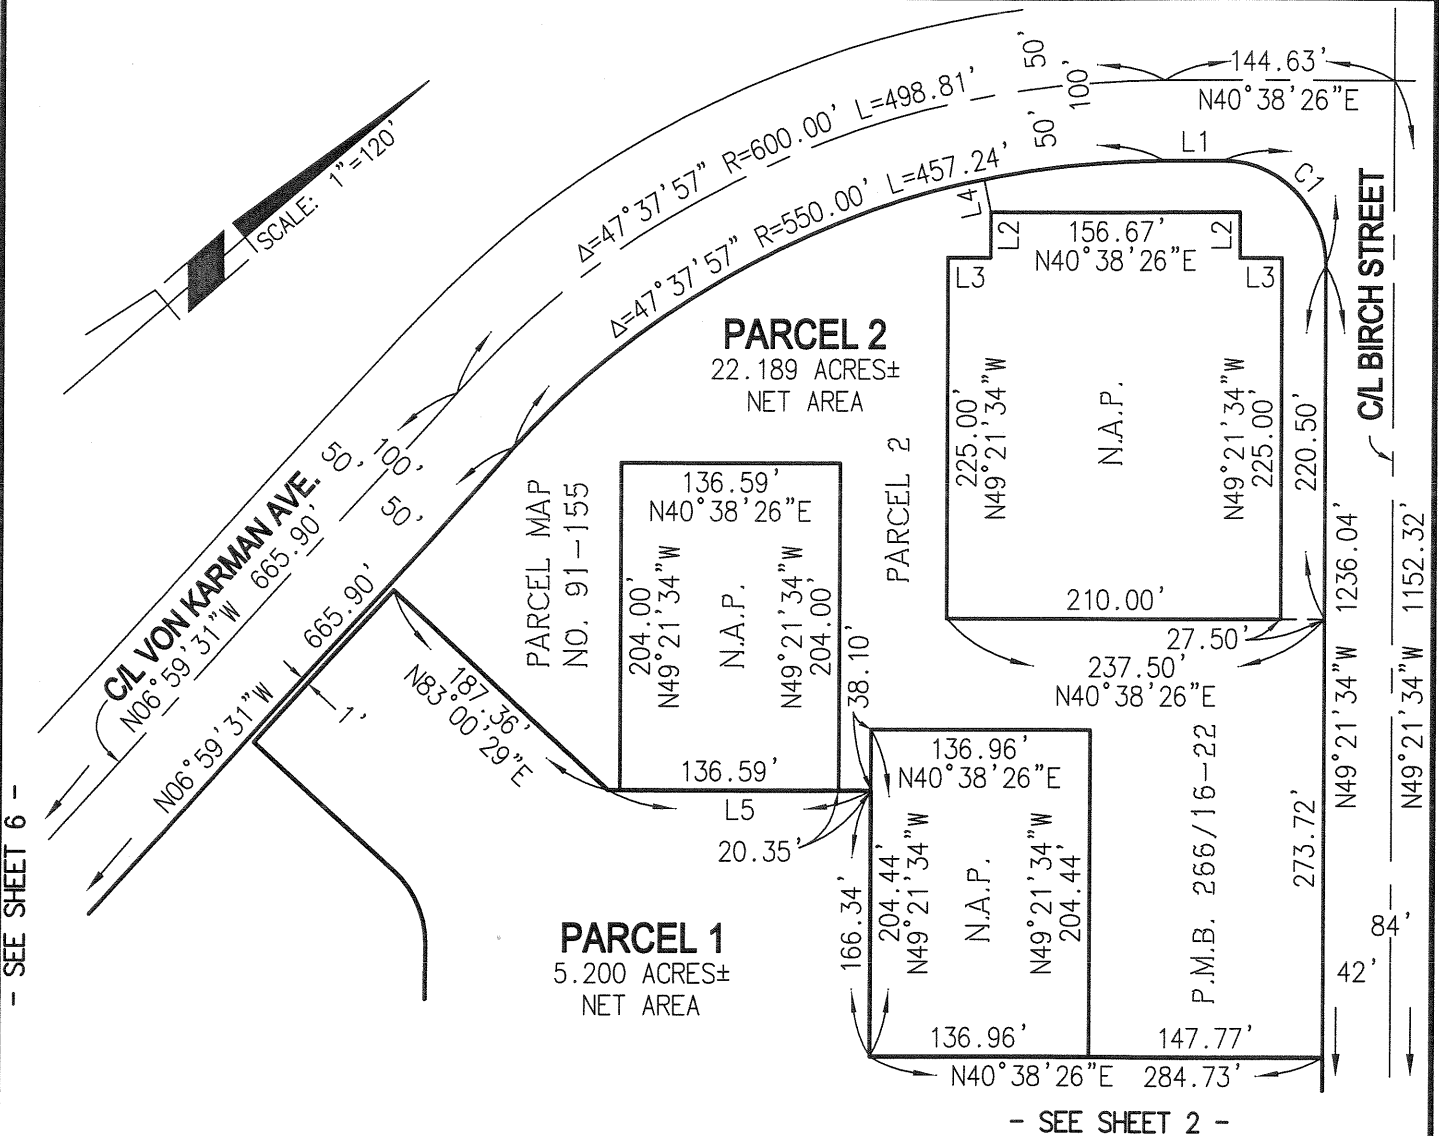 144.63'
N40°38'26"E
50'
100'
50'
Δ=47°37'57" R=600.00' L=498.81'
Δ=47°37'57" R=550.00' L=457.24'
L1
C1
L4
SCALE: 1"=120'
C/L BIRCH STREET
L2
156.67'
N40°38'26"E
L2
L3
L3
PARCEL 2
22.189 ACRES±
NET AREA
225.00'
N49°21'34"W
N.A.P.
N49°21'34"W
225.00'
220.50'
PARCEL 2
210.00'
27.50'
237.50'
N40°38'26"E
C/L VON KARMAN AVE.
N06°59'31"W 665.90'
50'
100'
50'
N06°59'31"W 665.90'
1'
187.36'
N83°00'29"E
PARCEL MAP
NO. 91-155
136.59'
N40°38'26"E
204.00'
N49°21'34"W
N.A.P.
N49°21'34"W
204.00'
136.59'
L5
20.35'
38.10'
136.96'
N40°38'26"E
166.34'
204.44'
N49°21'34"W
N.A.P.
N49°21'34"W
204.44'
P.M.B. 266/16-22
273.72'
N49°21'34"W 1236.04'
N49°21'34"W 1152.32'
84'
42'
PARCEL 1
5.200 ACRES±
NET AREA
136.96'
147.77'
N40°38'26"E 284.73'
- SEE SHEET 6 -
- SEE SHEET 2 -